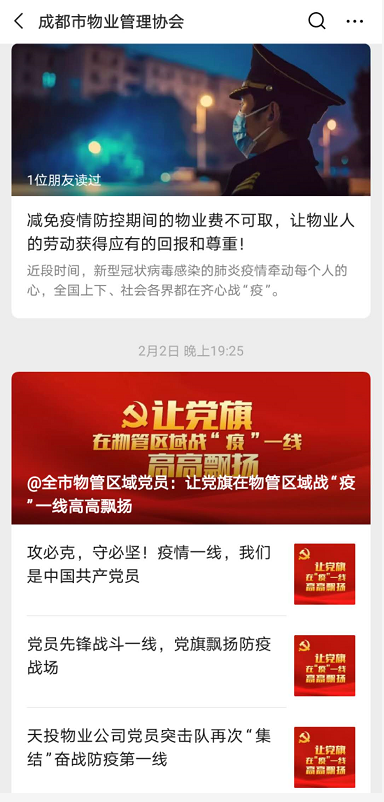 成都市物业管理协会
1位朋友读过
减免疫情防控期间的物业费不可取，让物业人
的劳动获得应有的回报和尊重！
近段时间，新型冠状病毒感染的肺炎疫情牵动每个人的
心，全国上下、社会各界都在齐心战“疫”。
2月2日 晚上19:25
让党旗
在物管区域战“疫”一线
高高飘扬
@全市物管区域党员：让党旗在物管区域战“疫
”一线高高飘扬
攻必克，守必坚！疫情一线，我们
是中国共产党员
让党旗
在“疫”一线
高高飘扬
党员先锋战斗一线，党旗飘扬防疫
战场
让党旗
在“疫”一线
高高飘扬
天投物业公司党员突击队再次“集
结”奋战防疫第一线
让党旗
在“疫”一线
高高飘扬